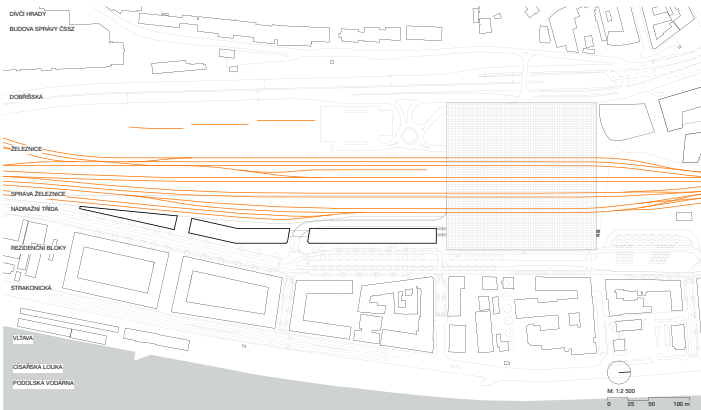 DÍVČÍ HRADY
BUDOVA SPRÁVY ČSSZ
DOBŘÍŠSKÁ
ŽELEZNICE
SPRÁVA ŽELEZNIC
NÁDRAŽNÍ TŘÍDA
REZIDENČNÍ BLOKY
STRAKONICKÁ
VLTAVA
CÍSAŘSKÁ LOUKA
PODOLSKÁ VODÁRNA
M: 1:2 500
0 25 50 100 m